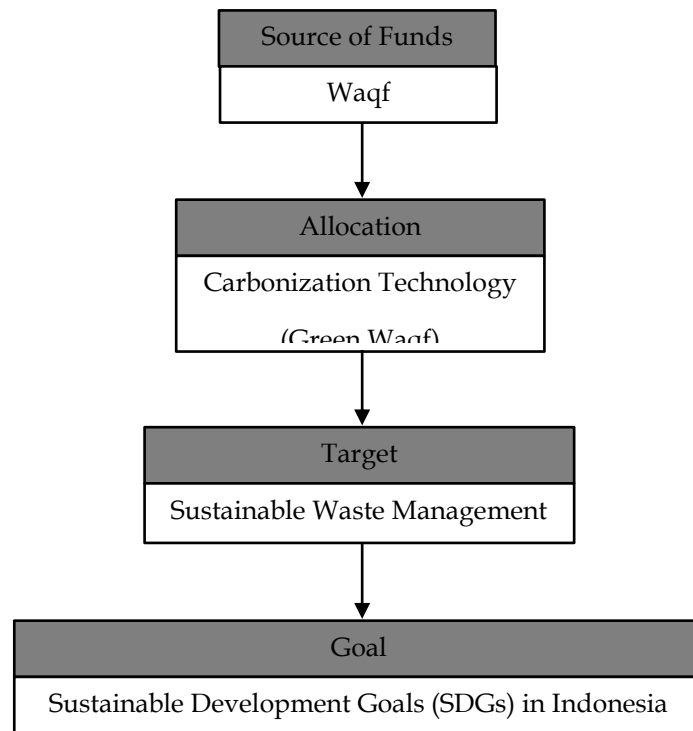 Source of Funds
Waqf
Allocation
Carbonization Technology
(Green Waqf)
Target
Sustainable Waste Management
Goal
Sustainable Development Goals (SDGs) in Indonesia